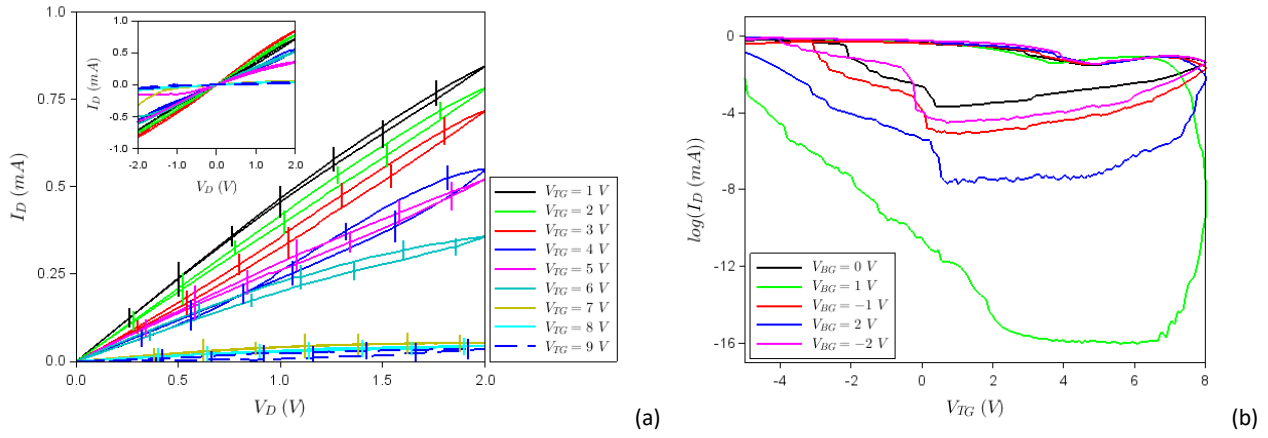 1.0
0.75
0.5
0.25
0.0
I_D (mA)
0.0 0.5 1.0 1.5 2.0
V_D (V)
1.0
0.5
0.0
-0.5
-1.0
I_D (mA)
-2.0 -1.0 0.0 1.0 2.0
V_D (V)
V_TG = 1 V
V_TG = 2 V
V_TG = 3 V
V_TG = 4 V
V_TG = 5 V
V_TG = 6 V
V_TG = 7 V
V_TG = 8 V
V_TG = 9 V
(a)
0
-4
-8
-12
-16
log(I_D (mA)
-4 -2 0 2 4 6 8
V_TG (V)
V_BG = 0 V
V_BG = 1 V
V_BG = −1 V
V_BG = 2 V
V_BG = −2 V
(b)